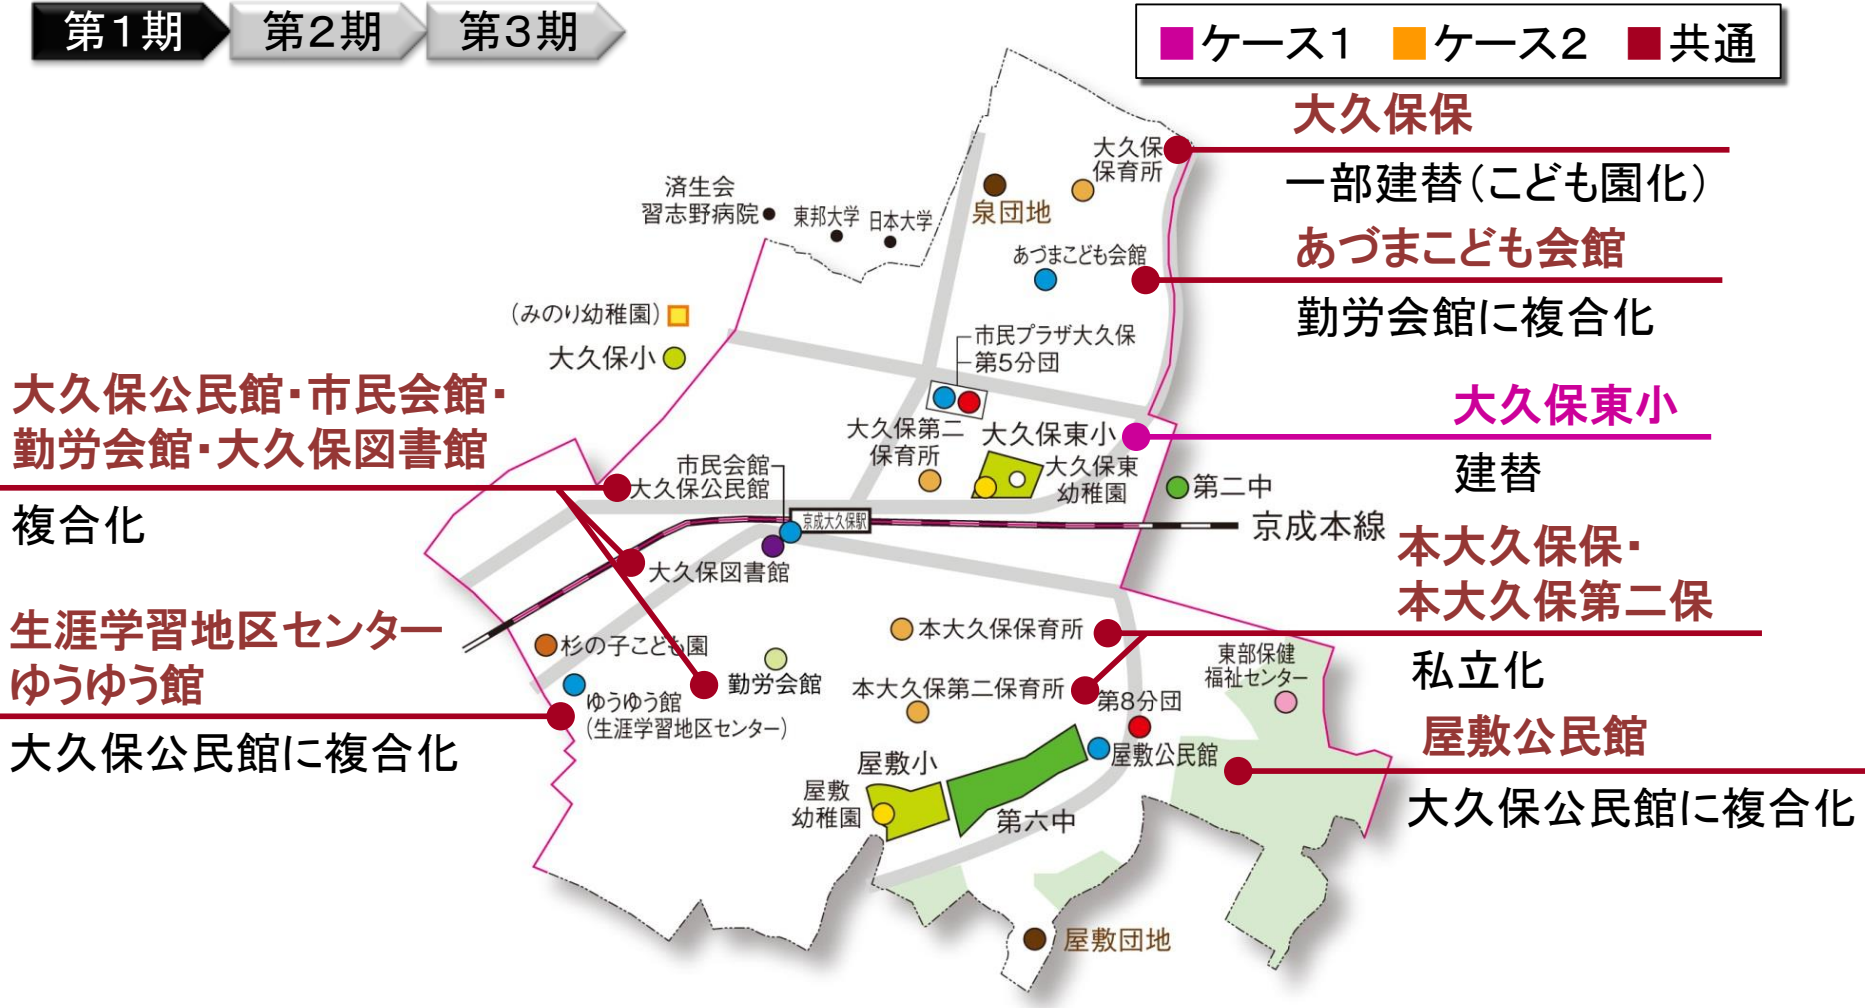 第1期
第2期
第3期
ケース1
ケース2
共通
大久保保
一部建替(こども園化)
あづまこども会館
勤労会館に複合化
大久保東小
建替
本大久保保・
本大久保第二保
私立化
屋敷公民館
大久保公民館に複合化
大久保公民館・市民会館・
勤労会館・大久保図書館
複合化
生涯学習地区センター
ゆうゆう館
大久保公民館に複合化
大久保
保育所
済生会
習志野病院
東邦大学
日本大学
泉団地
あづまこども会館
(みのり幼稚園)
大久保小
市民プラザ大久保
第5分団
大久保第二
保育所
大久保東小
大久保東
幼稚園
第二中
市民会館
大久保公民館
京成大久保駅
京成本線
大久保図書館
杉の子こども園
勤労会館
ゆうゆう館
(生涯学習地区センター)
本大久保保育所
本大久保第二保育所
東部保健
福祉センター
第8分団
屋敷公民館
屋敷小
屋敷
幼稚園
第六中
屋敷団地